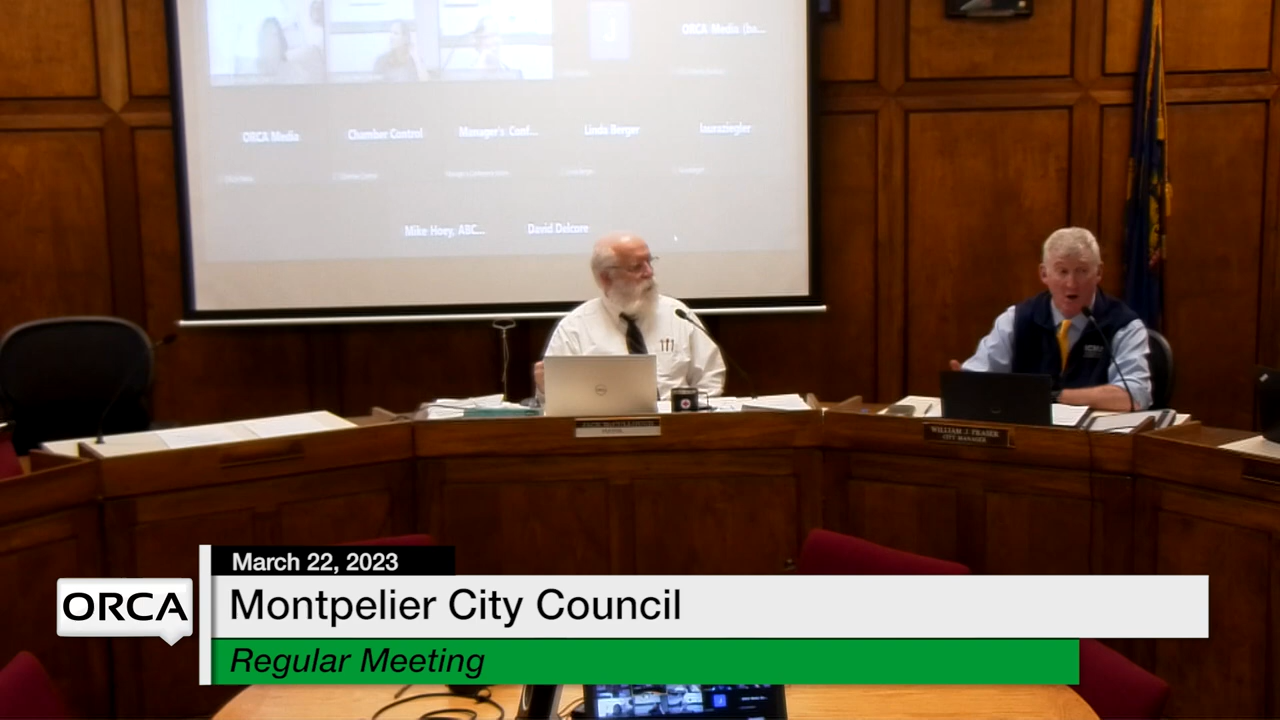 ORCA Media (be...
ORCA Media
Chamber Control
Manager's Conf...
Linda Berger
lauraziegler
Mike Hoey, ABC...
David Delcore
WILLIAM J. FRASER
CITY MANAGER
March 22, 2023
ORCA
Montpelier City Council
Regular Meeting